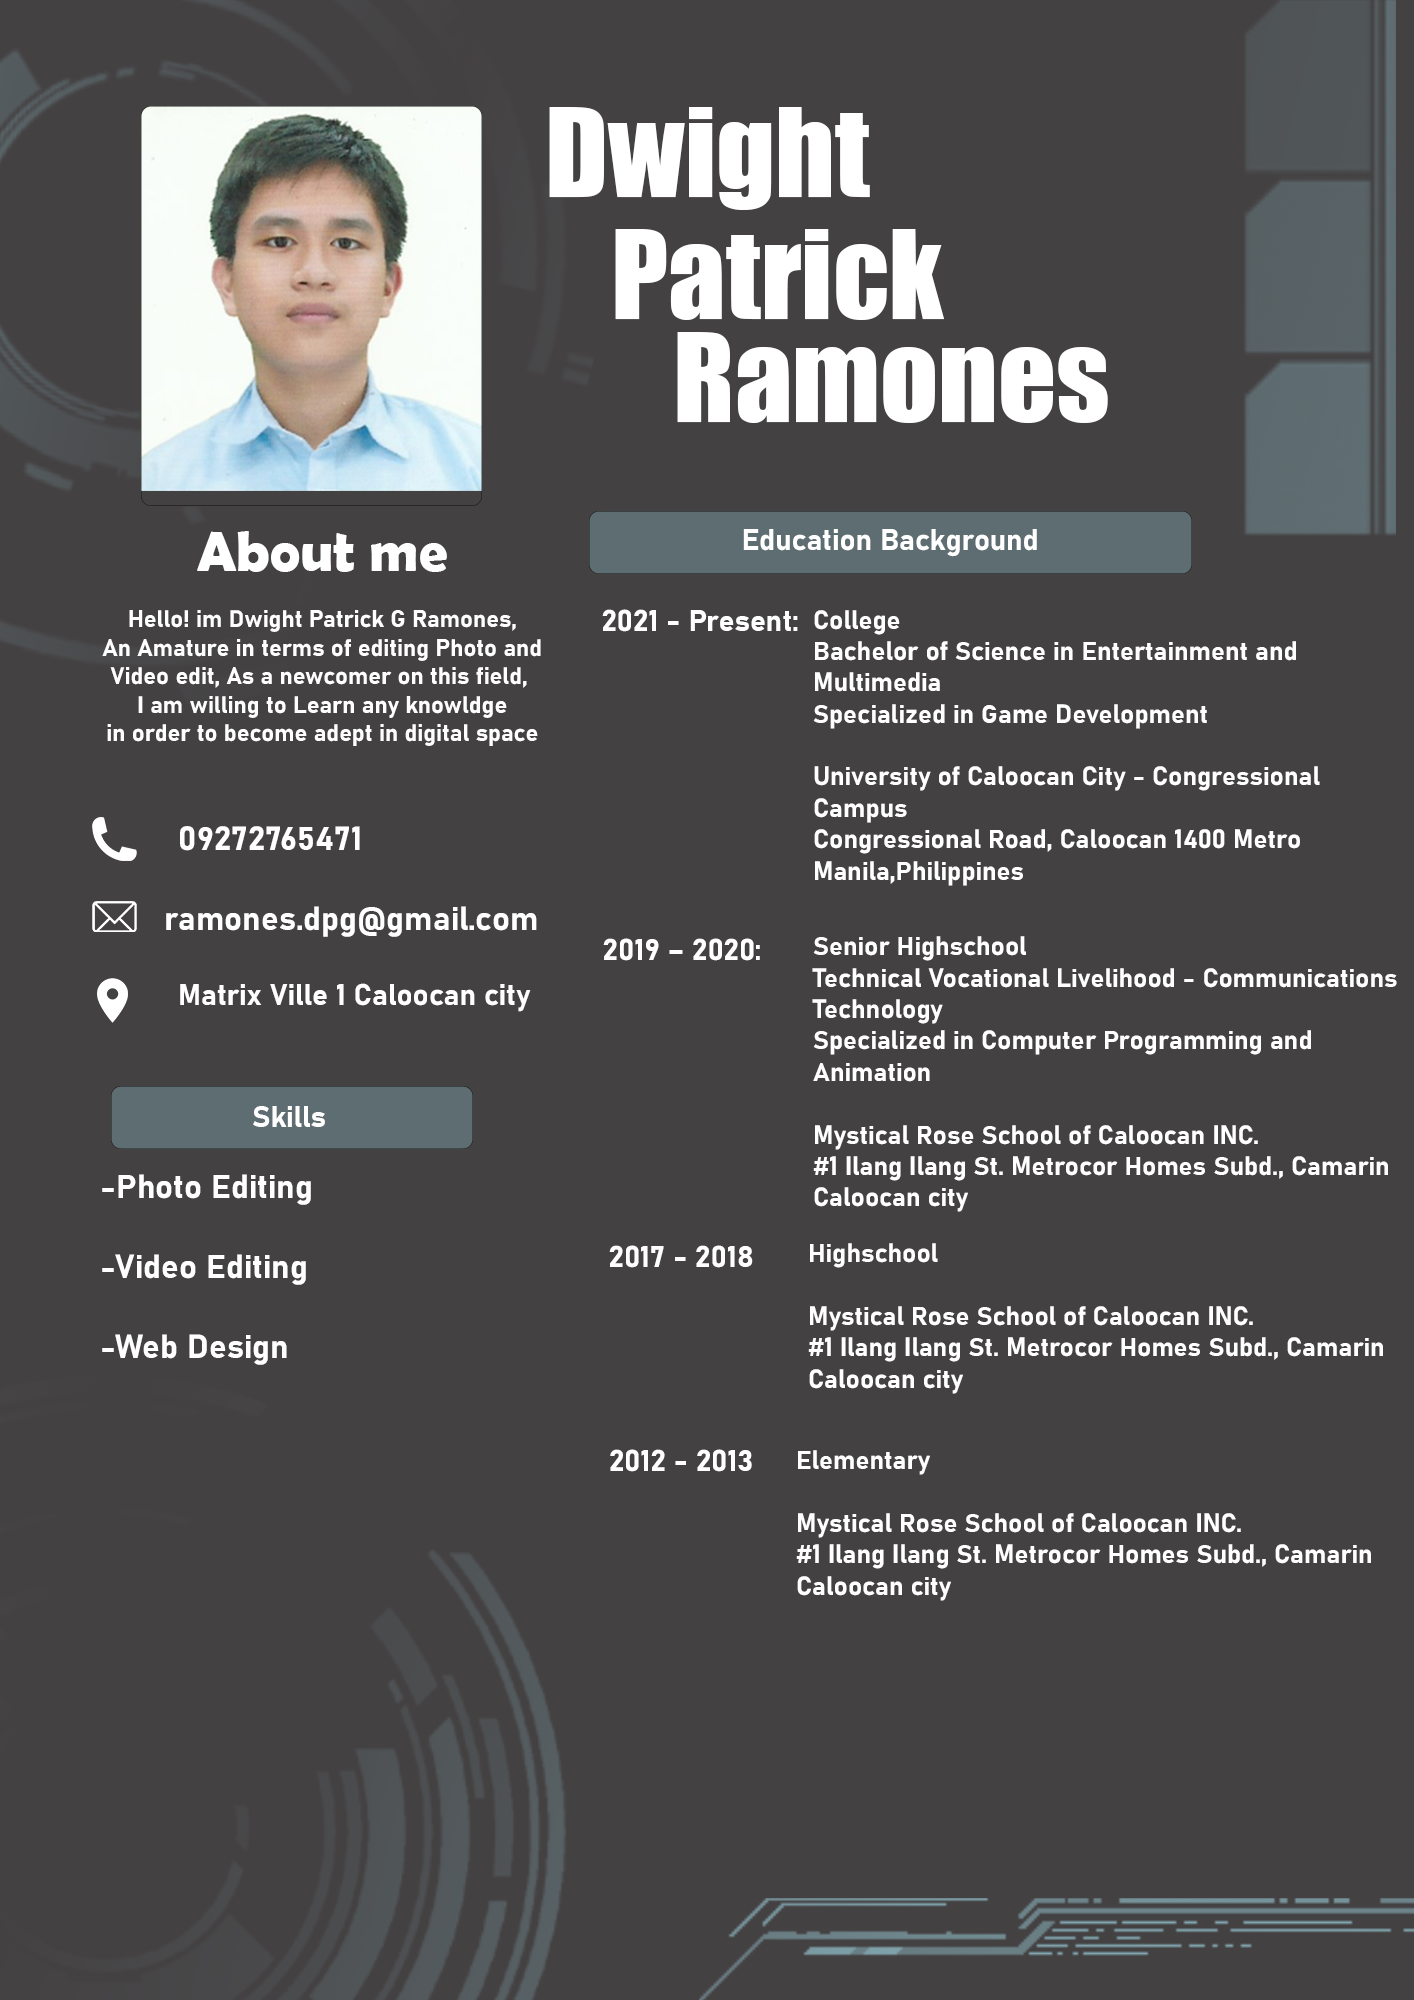 Dwight
Patrick
Ramones
About me
Hello! im Dwight Patrick G Ramones,
An Amature in terms of editing Photo and
Video edit, As a newcomer on this field,
I am willing to Learn any knowldge
in order to become adept in digital space
09272765471
ramones.dpg@gmail.com
Matrix Ville 1 Caloocan city
Skills
-Photo Editing
-Video Editing
-Web Design
Education Background
2021 - Present: College
Bachelor of Science in Entertainment and
Multimedia
Specialized in Game Development
University of Caloocan City - Congressional
Campus
Congressional Road, Caloocan 1400 Metro
Manila,Philippines
2019 – 2020: Senior Highschool
Technical Vocational Livelihood - Communications
Technology
Specialized in Computer Programming and
Animation
Mystical Rose School of Caloocan INC.
#1 Ilang Ilang St. Metrocor Homes Subd., Camarin
Caloocan city
2017 - 2018 Highschool
Mystical Rose School of Caloocan INC.
#1 Ilang Ilang St. Metrocor Homes Subd., Camarin
Caloocan city
2012 - 2013 Elementary
Mystical Rose School of Caloocan INC.
#1 Ilang Ilang St. Metrocor Homes Subd., Camarin
Caloocan city